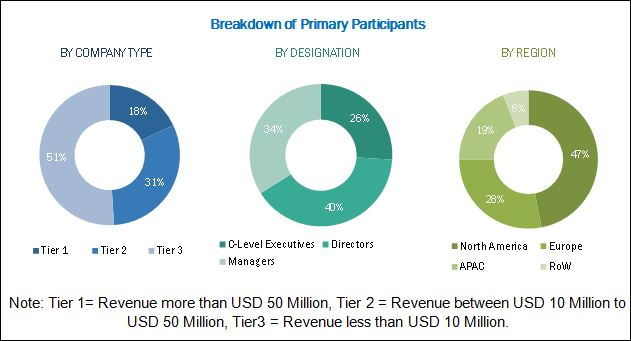 Breakdown of Primary Participants
BY COMPANY TYPE
18%
31%
51%
Tier 1 Tier 2 Tier 3
BY DESIGNATION
26%
40%
34%
C-Level Executives Directors
Managers
BY REGION
47%
28%
19%
6%
North America Europe
APAC RoW
Note: Tier 1= Revenue more than USD 50 Million, Tier 2 = Revenue between USD 10 Million to
USD 50 Million, Tier3 = Revenue less than USD 10 Million.